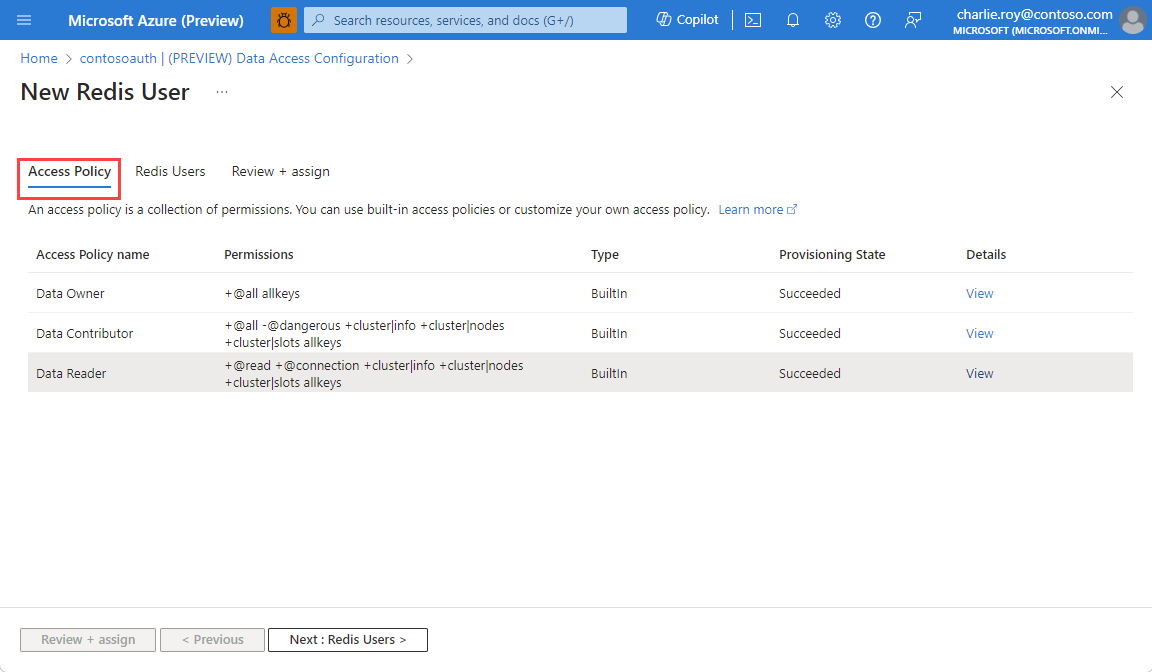 Microsoft Azure (Preview)
Search resources, services, and docs (G+/)
Copilot
charlie.roy@contoso.com
MICROSOFT (MICROSOFT.ONMI...
Home > contosoauth | (PREVIEW) Data Access Configuration >
New Redis User ...
Access Policy Redis Users Review + assign
An access policy is a collection of permissions. You can use built-in access policies or customize your own access policy. Learn more
Access Policy name Permissions Type Provisioning State Details
Data Owner +@all allkeys BuiltIn Succeeded View
Data Contributor +@all -@dangerous +cluster|info +cluster|nodes
+cluster|slots allkeys BuiltIn Succeeded View
Data Reader +@read +@connection +cluster|info +cluster|nodes
+cluster|slots allkeys BuiltIn Succeeded View
Review + assign < Previous Next : Redis Users >